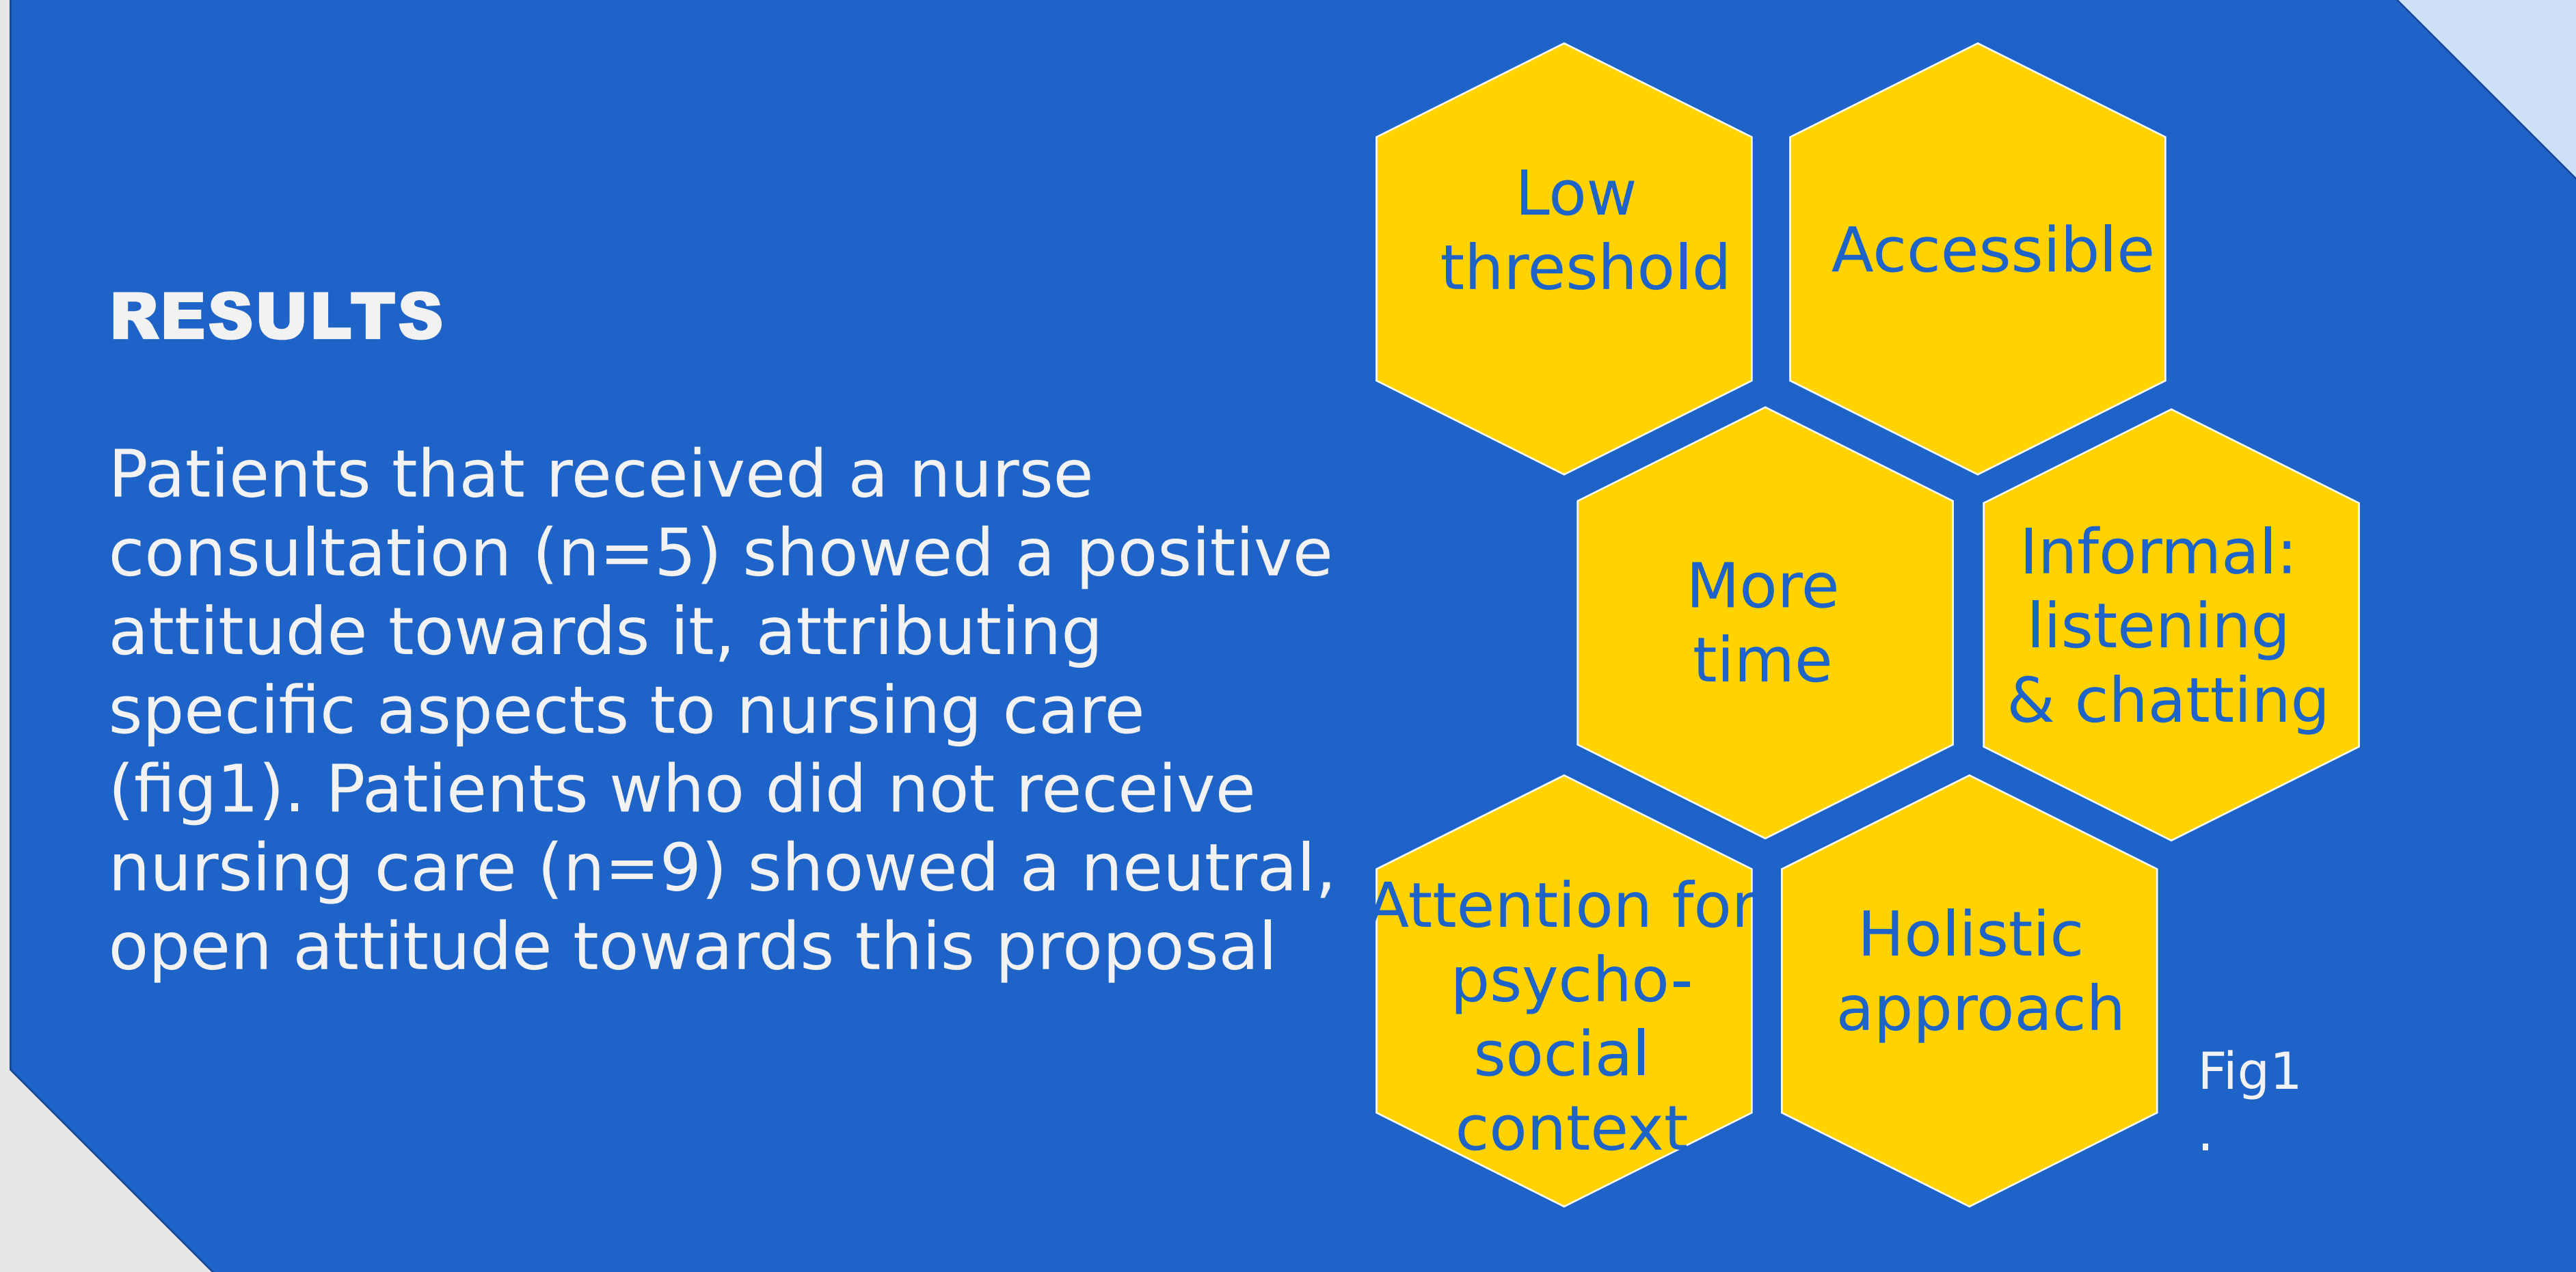 RESULTS
Patients that received a nurse
consultation (n=5) showed a positive
attitude towards it, attributing
specific aspects to nursing care
(fig1). Patients who did not receive
nursing care (n=9) showed a neutral,
open attitude towards this proposal
Low
threshold
Accessible
More
time
Informal:
listening
& chatting
Attention for
psycho-
social
context
Holistic
approach
Fig1
.